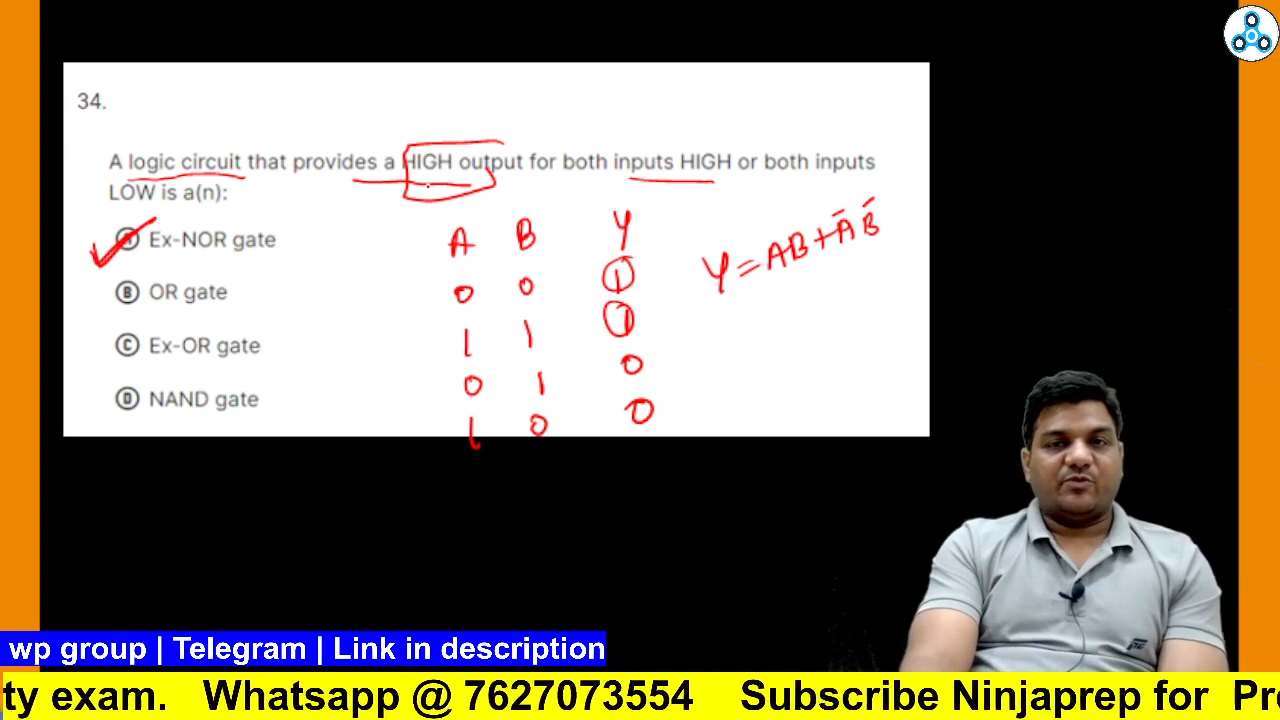 34.
A logic circuit that provides a HIGH output for both inputs HIGH or both inputs
LOW is a(n):
A Ex-NOR gate
B OR gate
C Ex-OR gate
D NAND gate
A B Y
0 0 1
1 1 1
0 1 0
1 0 0
Y = AB + A̅ B̅
wp group | Telegram | Link in description
ty exam. Whatsapp @ 7627073554 Subscribe Ninjaprep for Pr